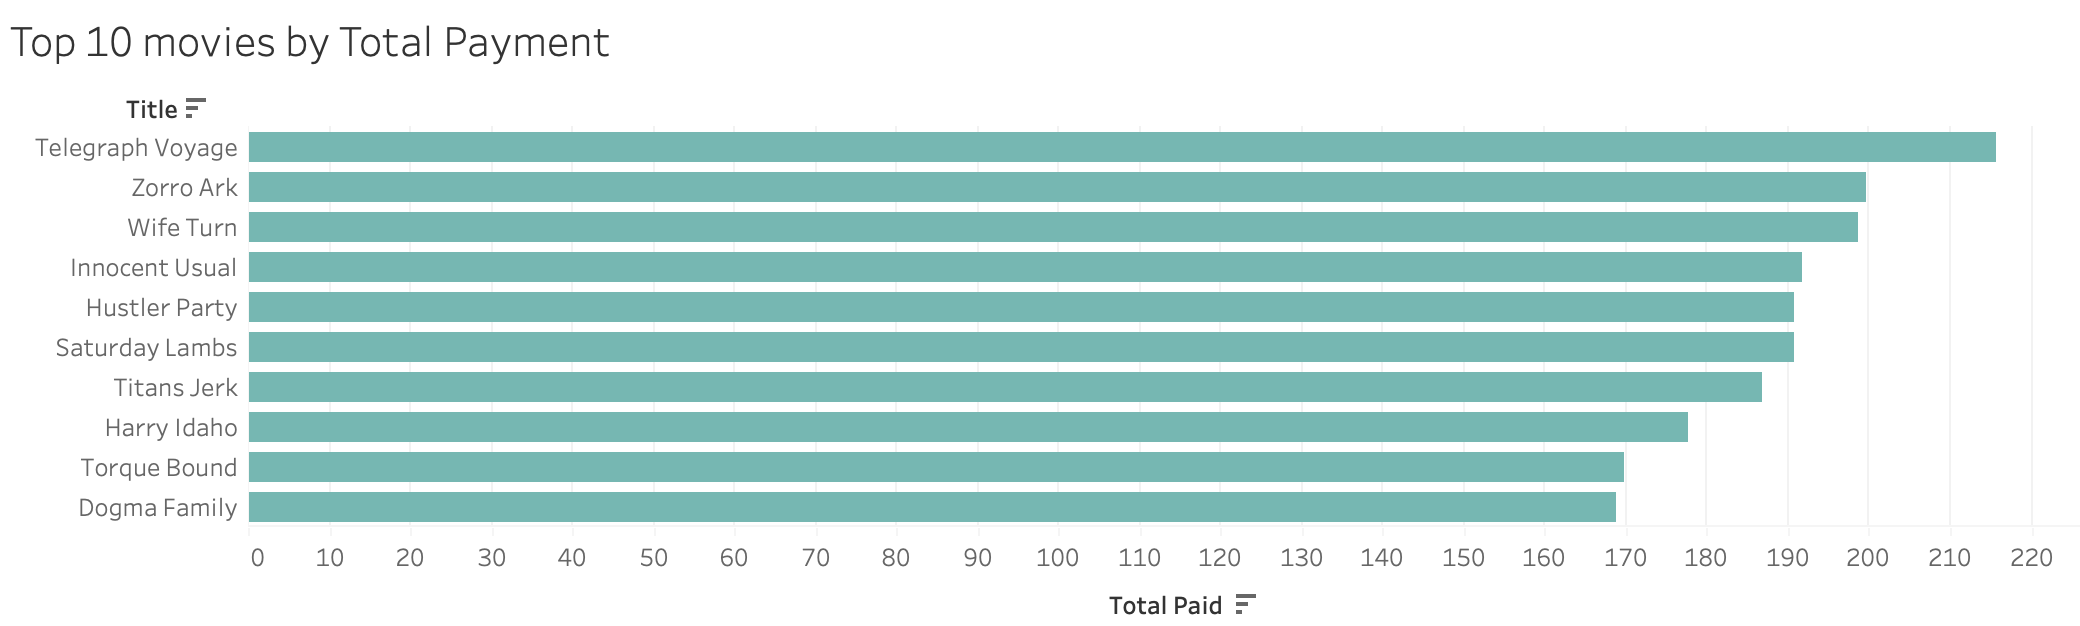 Top 10 movies by Total Payment
Title
Telegraph Voyage
Zorro Ark
Wife Turn
Innocent Usual
Hustler Party
Saturday Lambs
Titans Jerk
Harry Idaho
Torque Bound
Dogma Family
0 10 20 30 40 50 60 70 80 90 100 110 120 130 140 150 160 170 180 190 200 210 220
Total Paid